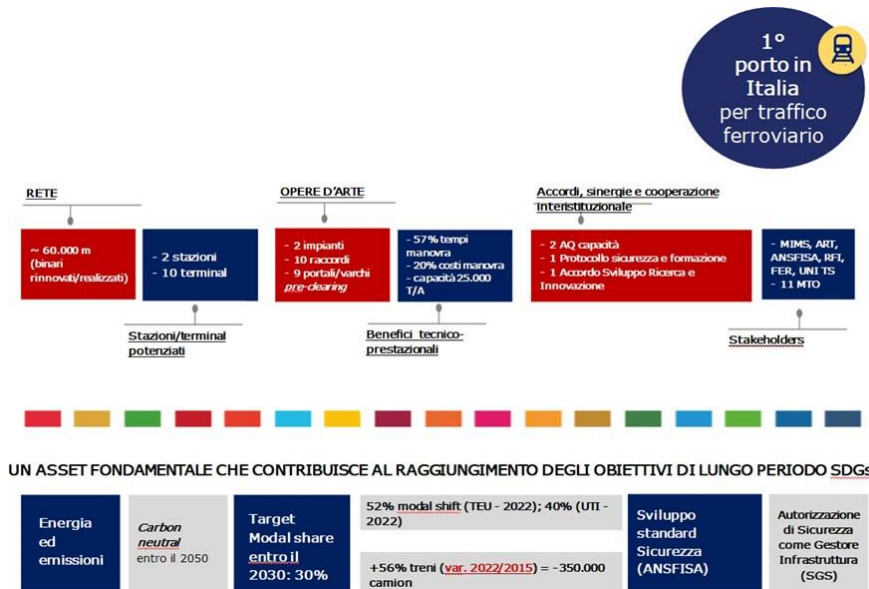 1°
porto in
Italia
per traffico
ferroviario
RETE
~ 60.000 m
(binari
rinnovati/realizzati)
- 2 stazioni
- 10 terminal
Stazioni/terminal
potenziati
OPERE D'ARTE
- 2 impianti
- 10 raccordi
- 9 portali/varchi
pre-clearing
- 57% tempi
manovra
- 20% costi manovra
- capacità 25.000
T/A
Benefici tecnico-
prestazionali
Accordi, sinergie e cooperazione
interistituzionale
- 2 AQ capacità
- 1 Protocollo sicurezza e formazione
- 1 Accordo Sviluppo Ricerca e
Innovazione
- MIMS, ART,
ANSFISA, RFI,
FER, UNI TS
- 11 MTO
Stakeholders
UN ASSET FONDAMENTALE CHE CONTRIBUISCE AL RAGGIUNGIMENTO DEGLI OBIETTIVI DI LUNGO PERIODO SDGs
Energia
ed
emissioni
Carbon
neutral
entro il 2050
Target
Modal share
entro il
2030: 30%
52% modal shift (TEU - 2022); 40% (UTI -
2022)
+56% treni (var. 2022/2015) = -350.000
camion
Sviluppo
standard
Sicurezza
(ANSFISA)
Autorizzazione
di Sicurezza
come Gestore
Infrastruttura
(SGS)